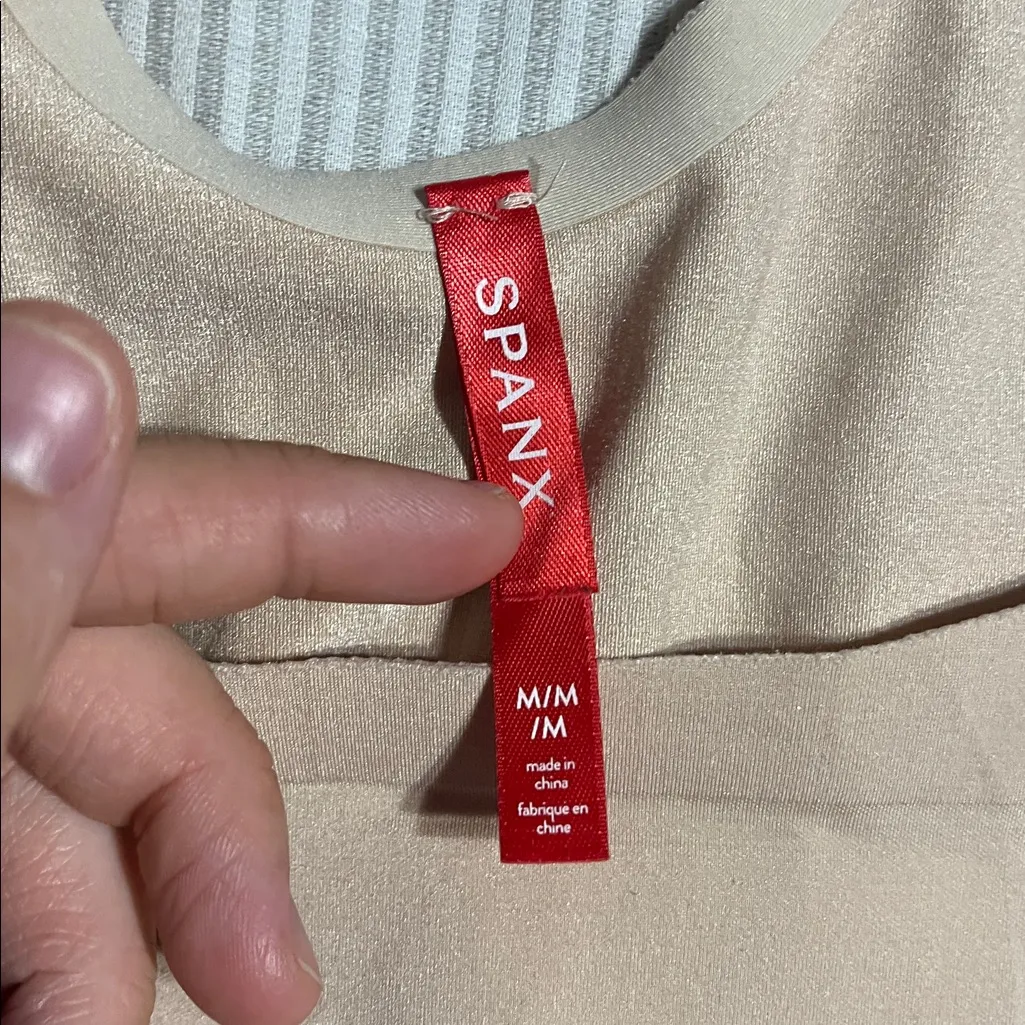 SPANX
M/M
/M
made in
china
fabrique en
chine